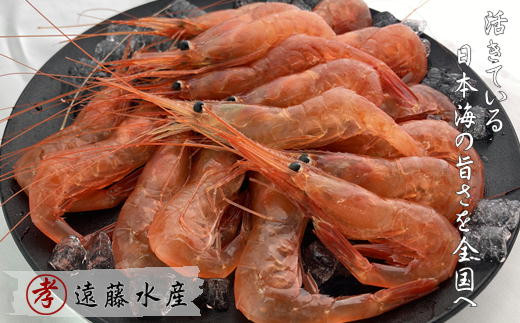 活きている
日本海の旨さを全国へ
孝 遠藤水産